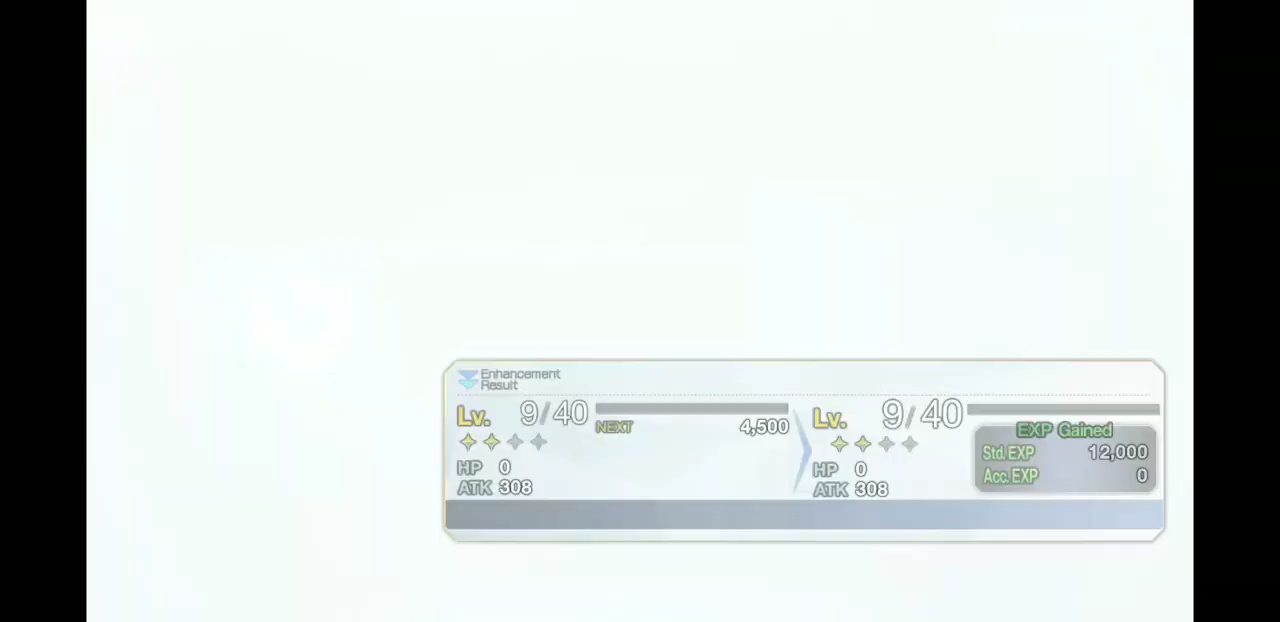 Enhancement
Result
Lv. 9/40
NEXT 4,500
HP 0
ATK 308
Lv. 9/40
HP 0
ATK 308
EXP Gained
Std. EXP 12,000
Acc. EXP 0